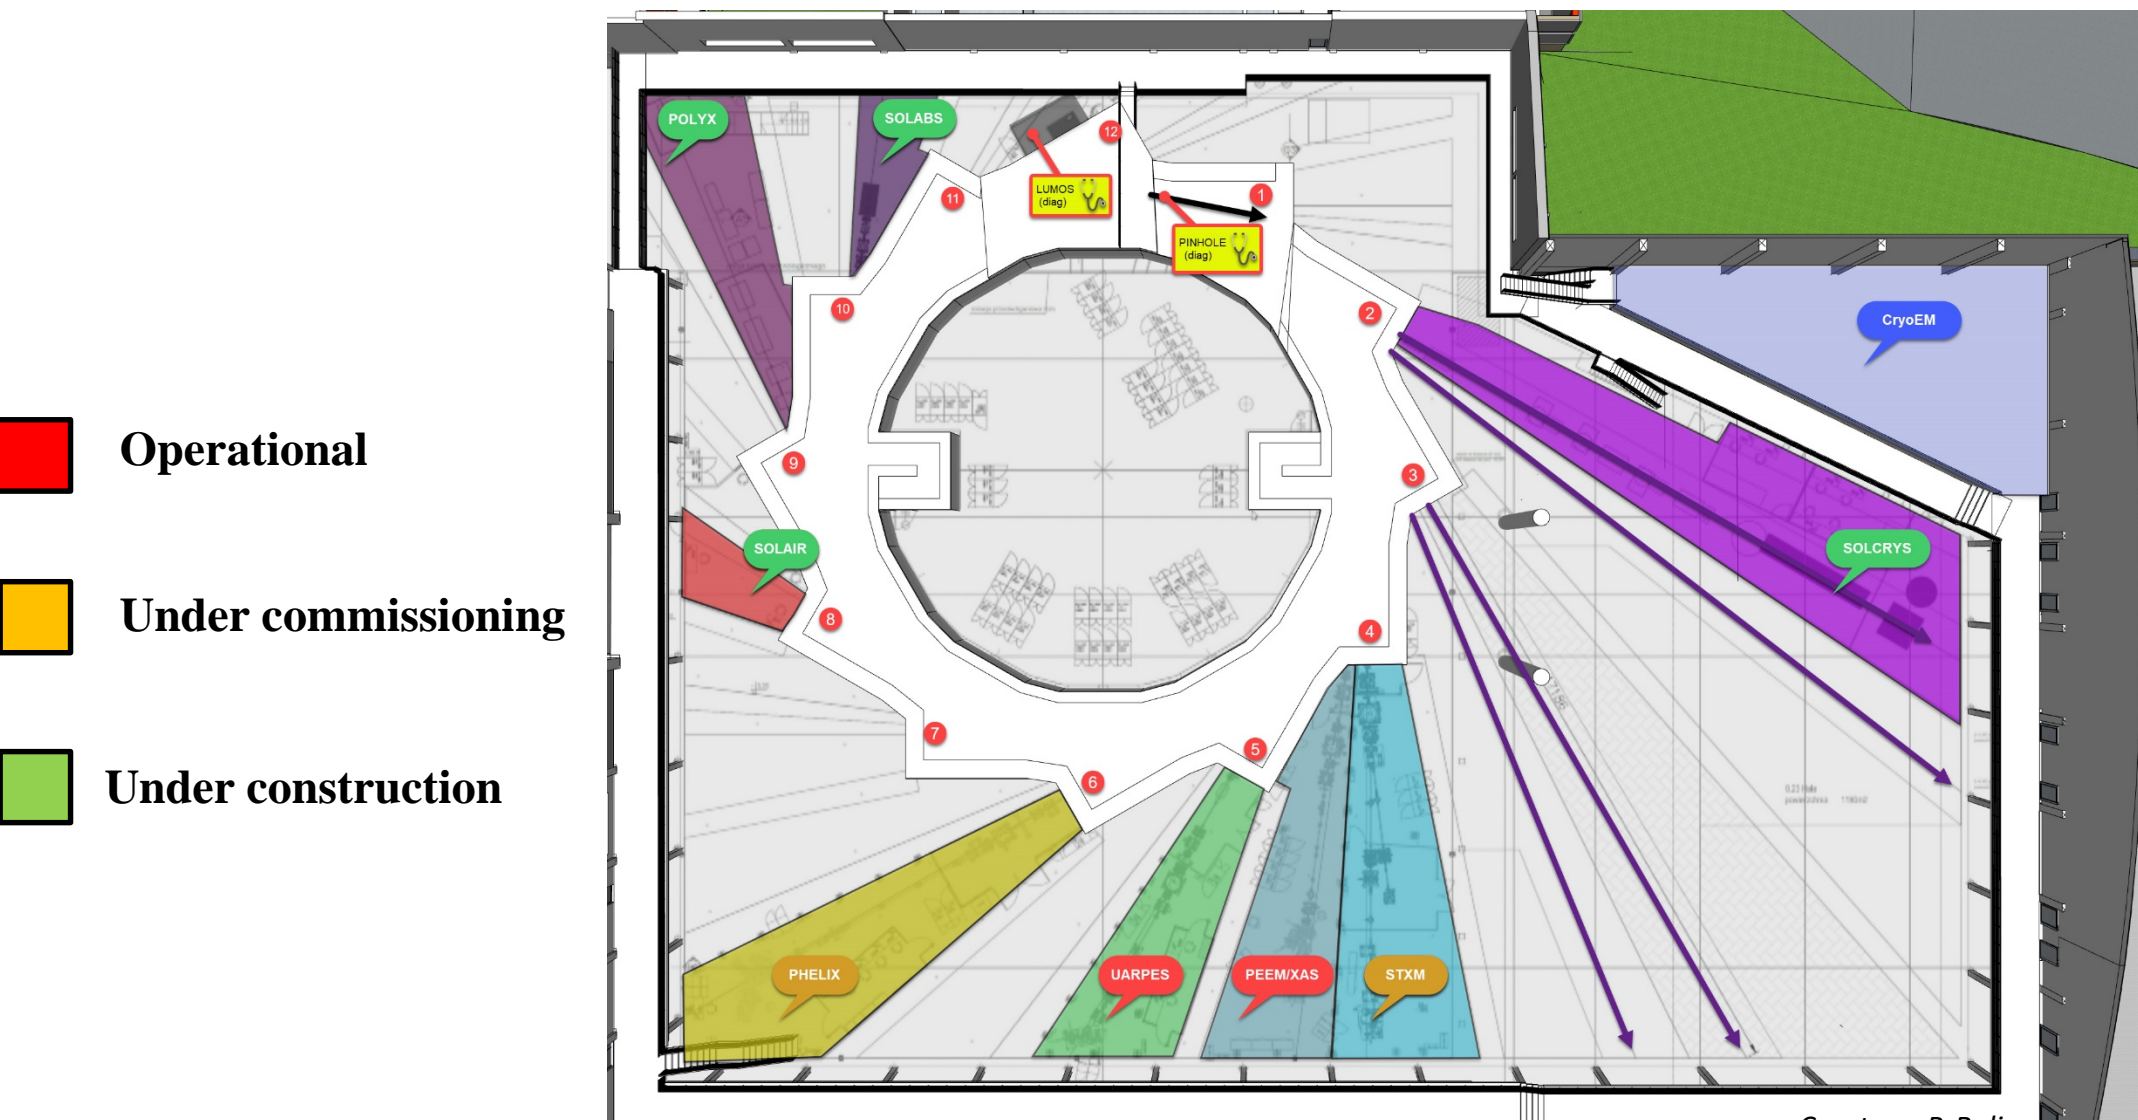 POLYX
SOLABS
12
LUMOS
(diag)
11
1
PINHOLE
(diag)
10
2
CryoEM
9
3
Operational
SOLAIR
SOLCRYS
8
4
Under commissioning
7
5
6
Under construction
PHELIX
UARPES
PEEM/XAS
STXM